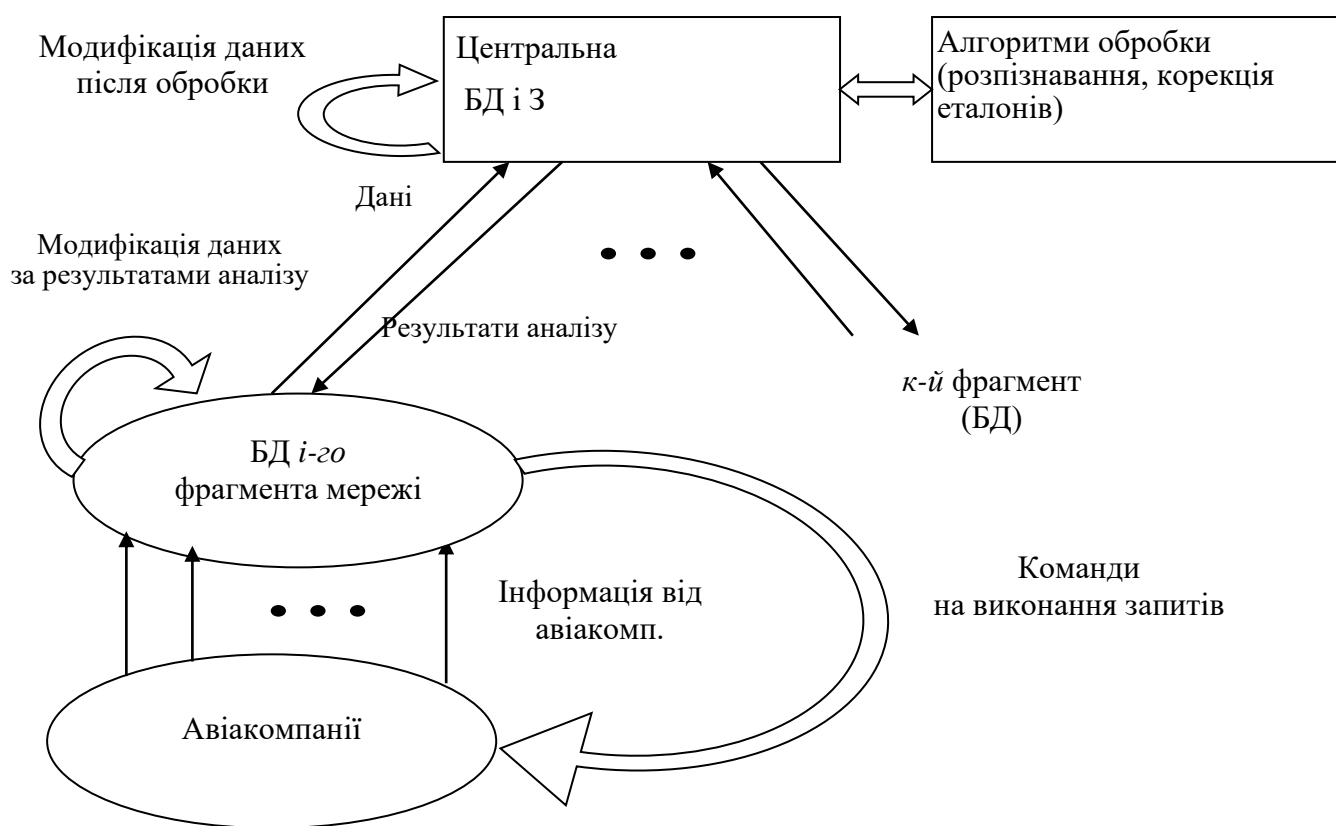 Модифікація даних
після обробки
Центральна
БД і З
Алгоритми обробки
(розпізнавання, корекція
еталонів)
Дані
Модифікація даних
за результатами аналізу
Результати аналізу
к-й фрагмент
(БД)
БД і-го
фрагмента мережі
Інформація від
авіакомп.
Команди
на виконання запитів
Авіакомпанії